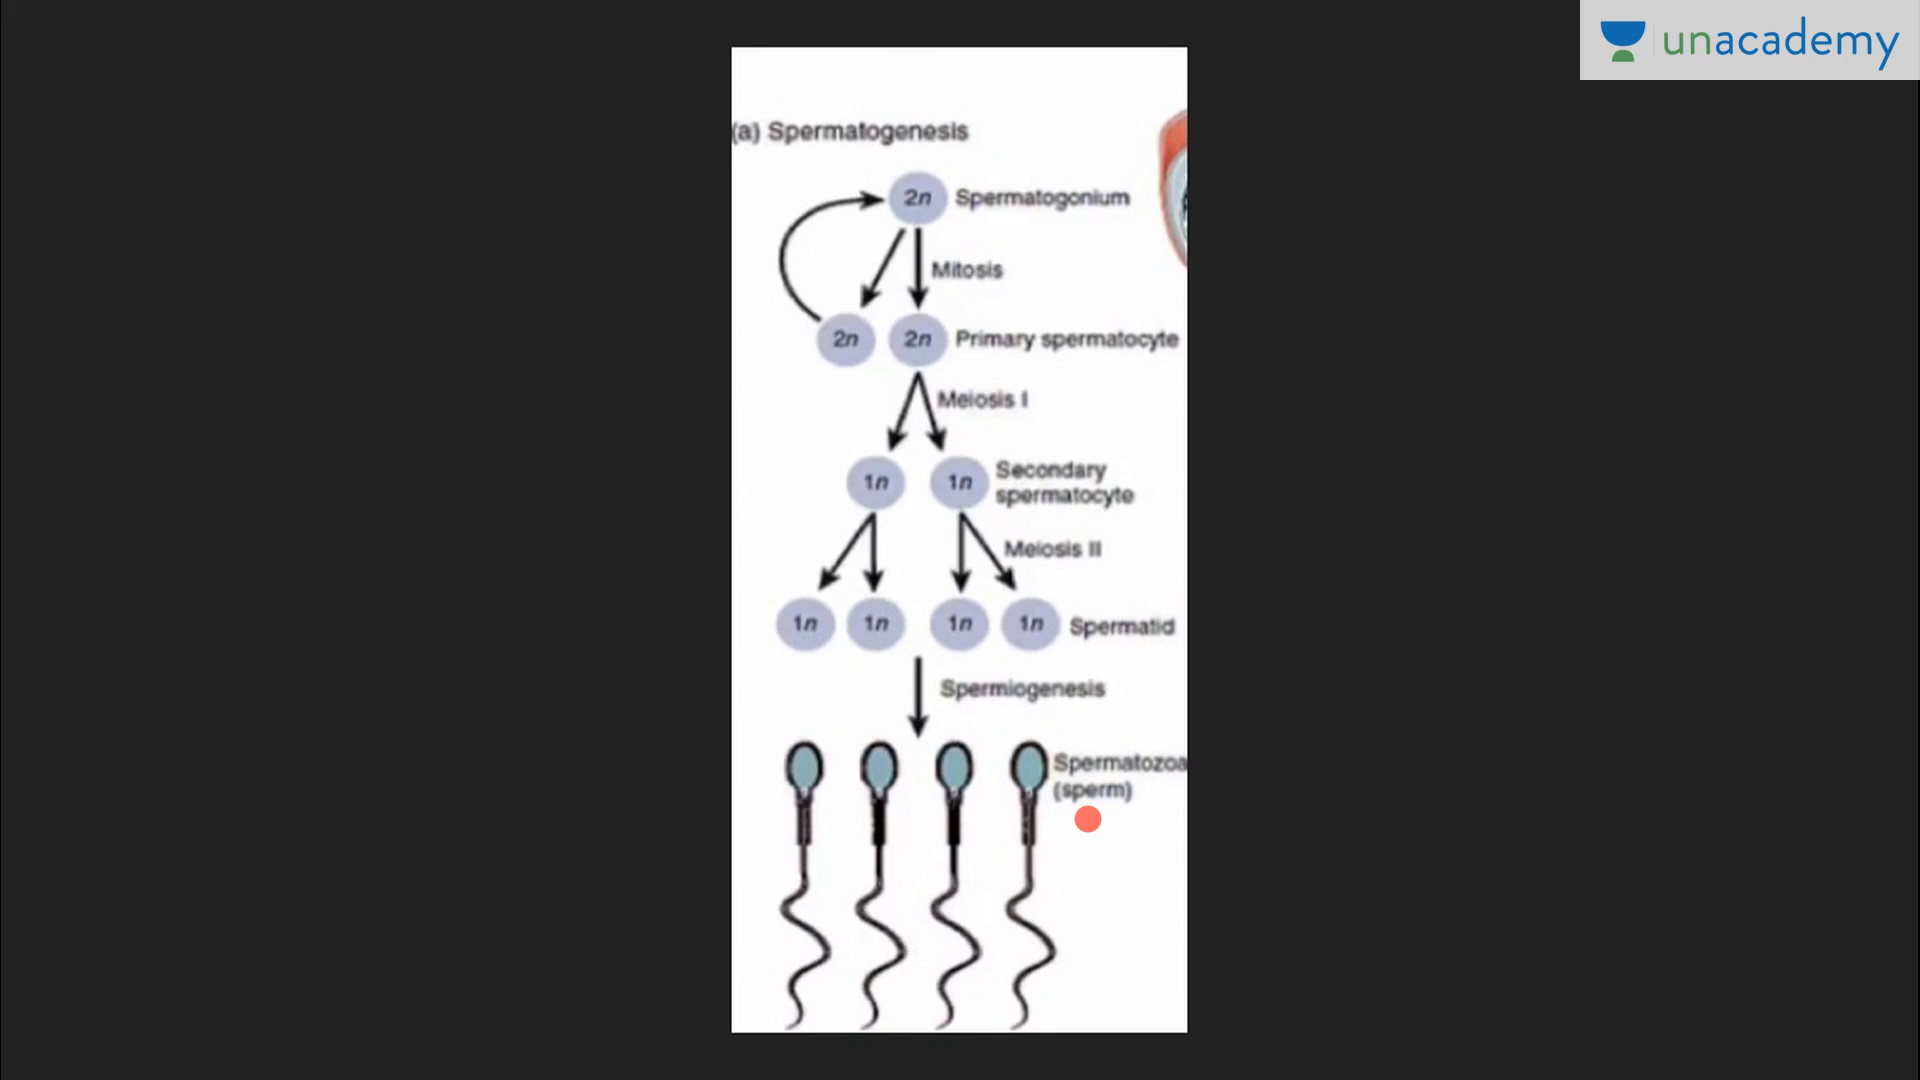 unacademy
(a) Spermatogenesis
2n Spermatogonium
Mitosis
2n 2n Primary spermatocyte
Meiosis I
1n 1n Secondary
spermatocyte
Meiosis II
1n 1n 1n 1n Spermatid
Spermiogenesis
Spermatozoa
(sperm)